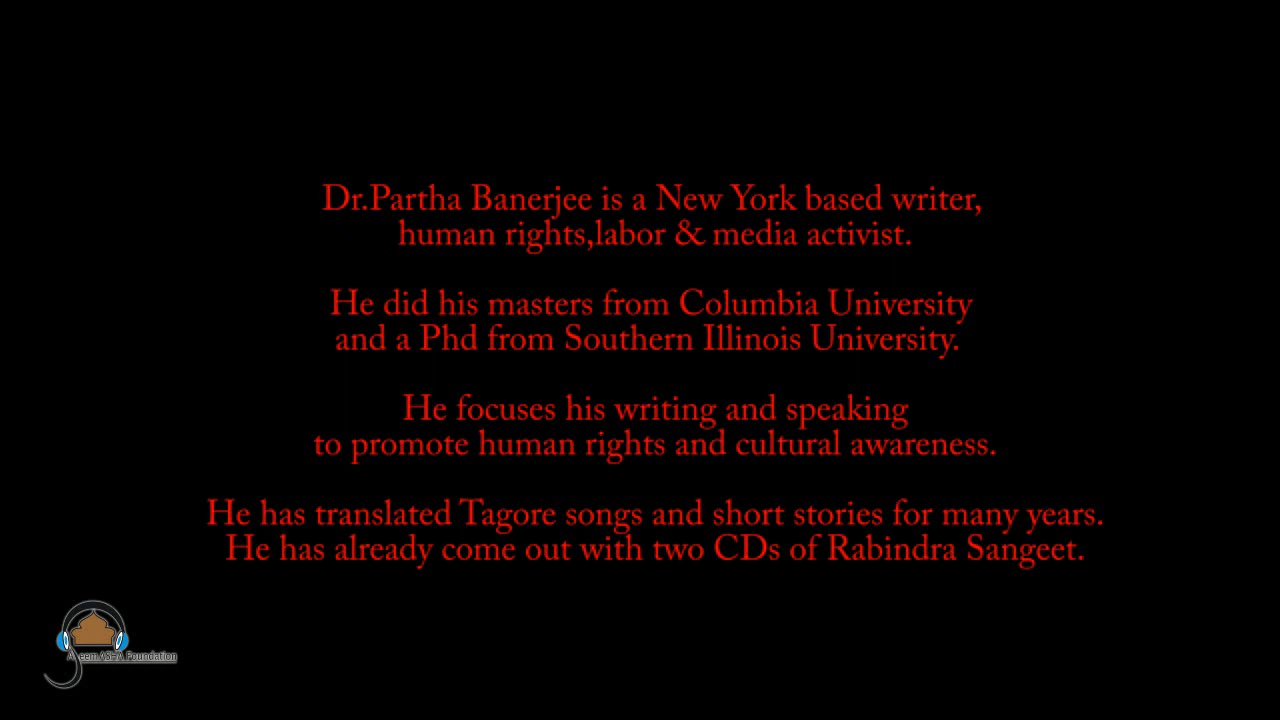 Dr.Partha Banerjee is a New York based writer,
human rights,labor & media activist.
He did his masters from Columbia University
and a Phd from Southern Illinois University.
He focuses his writing and speaking
to promote human rights and cultural awareness.
He has translated Tagore songs and short stories for many years.
He has already come out with two CDs of Rabindra Sangeet.
Foundation